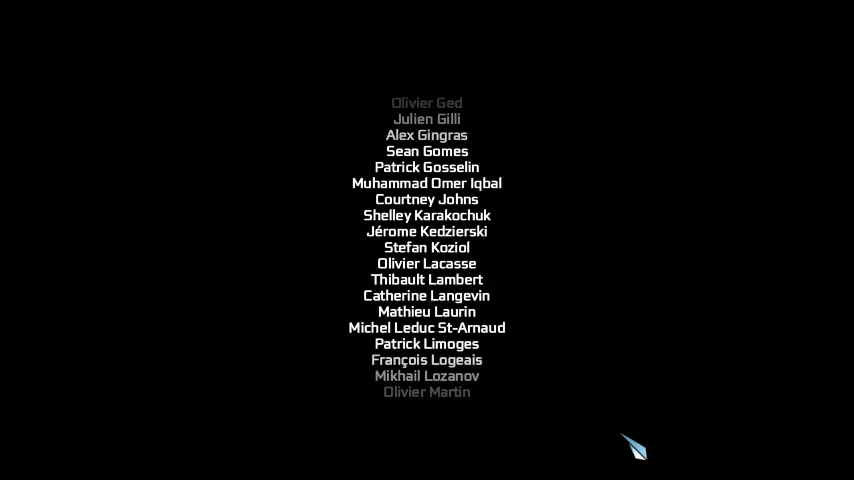 Olivier Ged
Julien Gilli
Alex Gingras
Sean Gomes
Patrick Gosselin
Muhammad Omer Iqbal
Courtney Johns
Shelley Karakochuk
Jérome Kedzierski
Stefan Koziol
Olivier Lacasse
Thibault Lambert
Catherine Langevin
Mathieu Laurin
Michel Leduc St-Arnaud
Patrick Limoges
François Logeais
Mikhail Lozanov
Olivier Martin